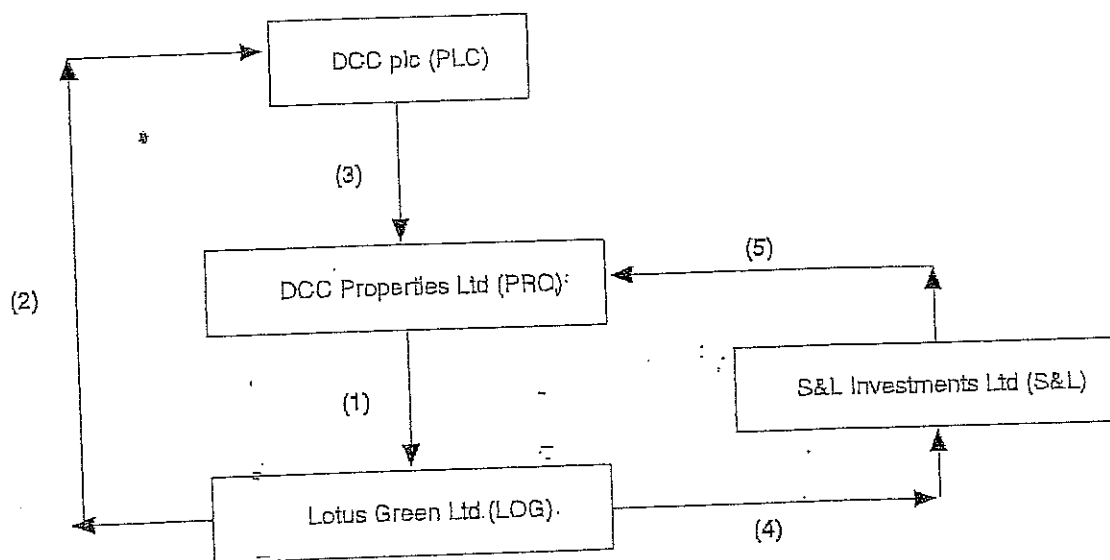 DCC plc (PLC)
(3)
(5)
DCC Properties Ltd (PRO)
(2)
S&L Investments Ltd (S&L)
(1)
Lotus Green Ltd.(LOG).
(4)